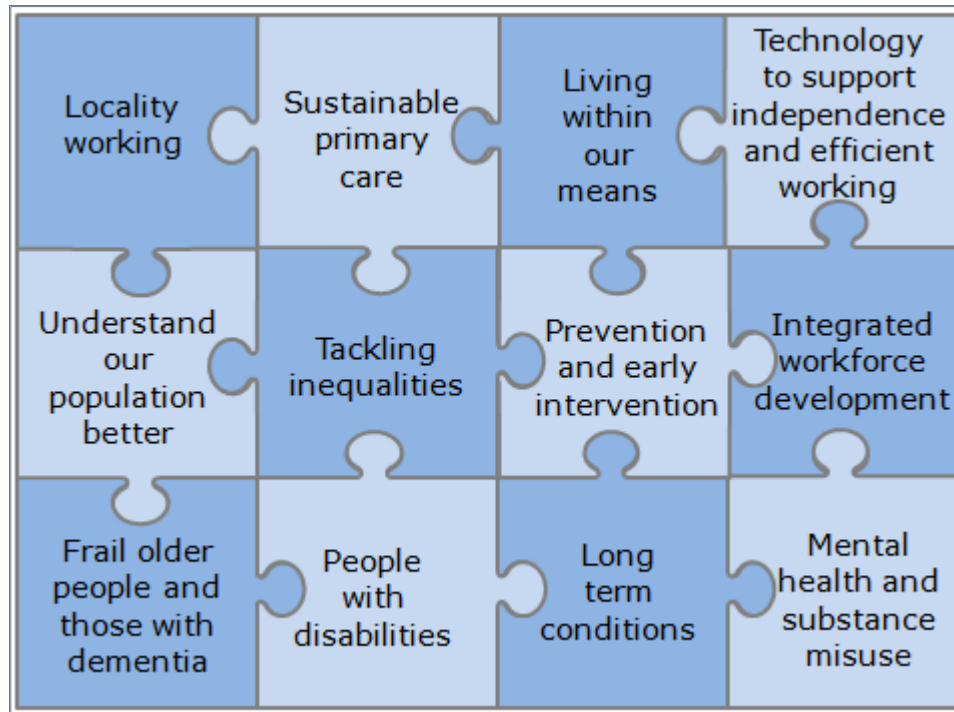 Locality
working
Sustainable
primary
care
Living
within
our
means
Technology
to support
independence
and efficient
working
Understand
our
population
better
Tackling
inequalities
Prevention
and early
intervention
Integrated
workforce
development
Frail older
people and
those with
dementia
People
with
disabilities
Long
term
conditions
Mental
health and
substance
misuse